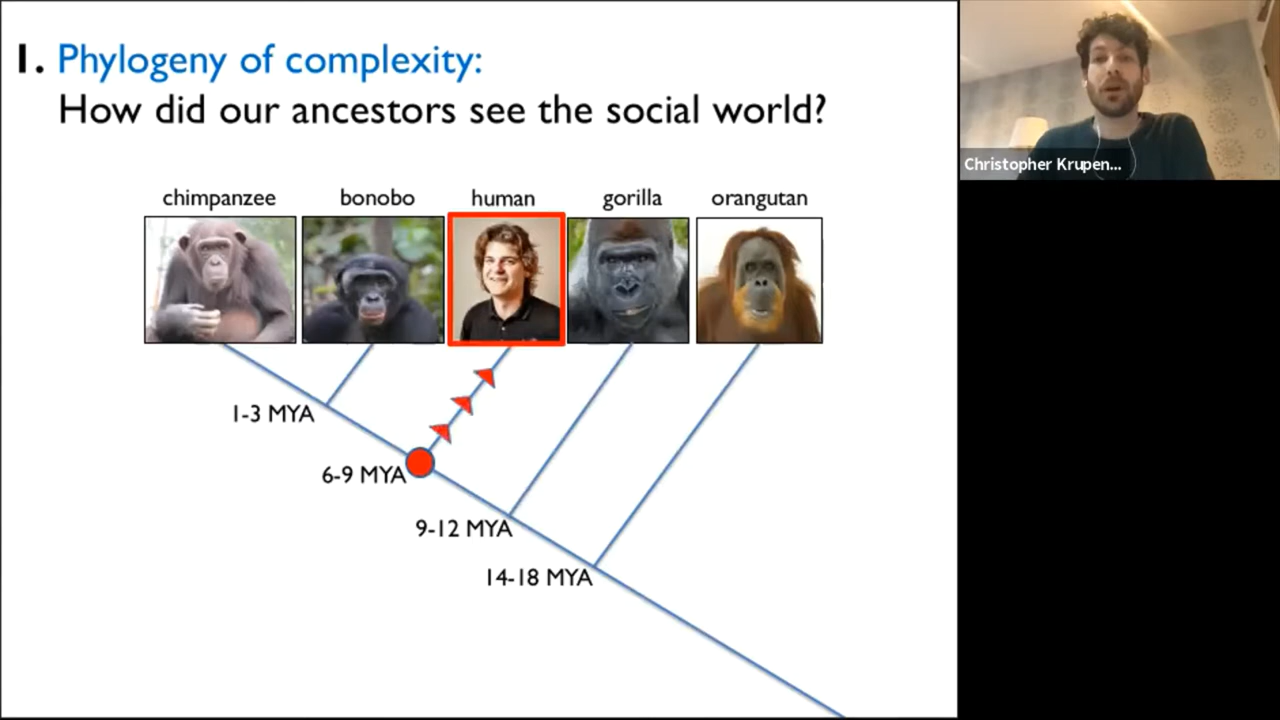 1. Phylogeny of complexity:
How did our ancestors see the social world?
chimpanzee bonobo human gorilla orangutan
1-3 MYA
6-9 MYA
9-12 MYA
14-18 MYA
Christopher Krupen...